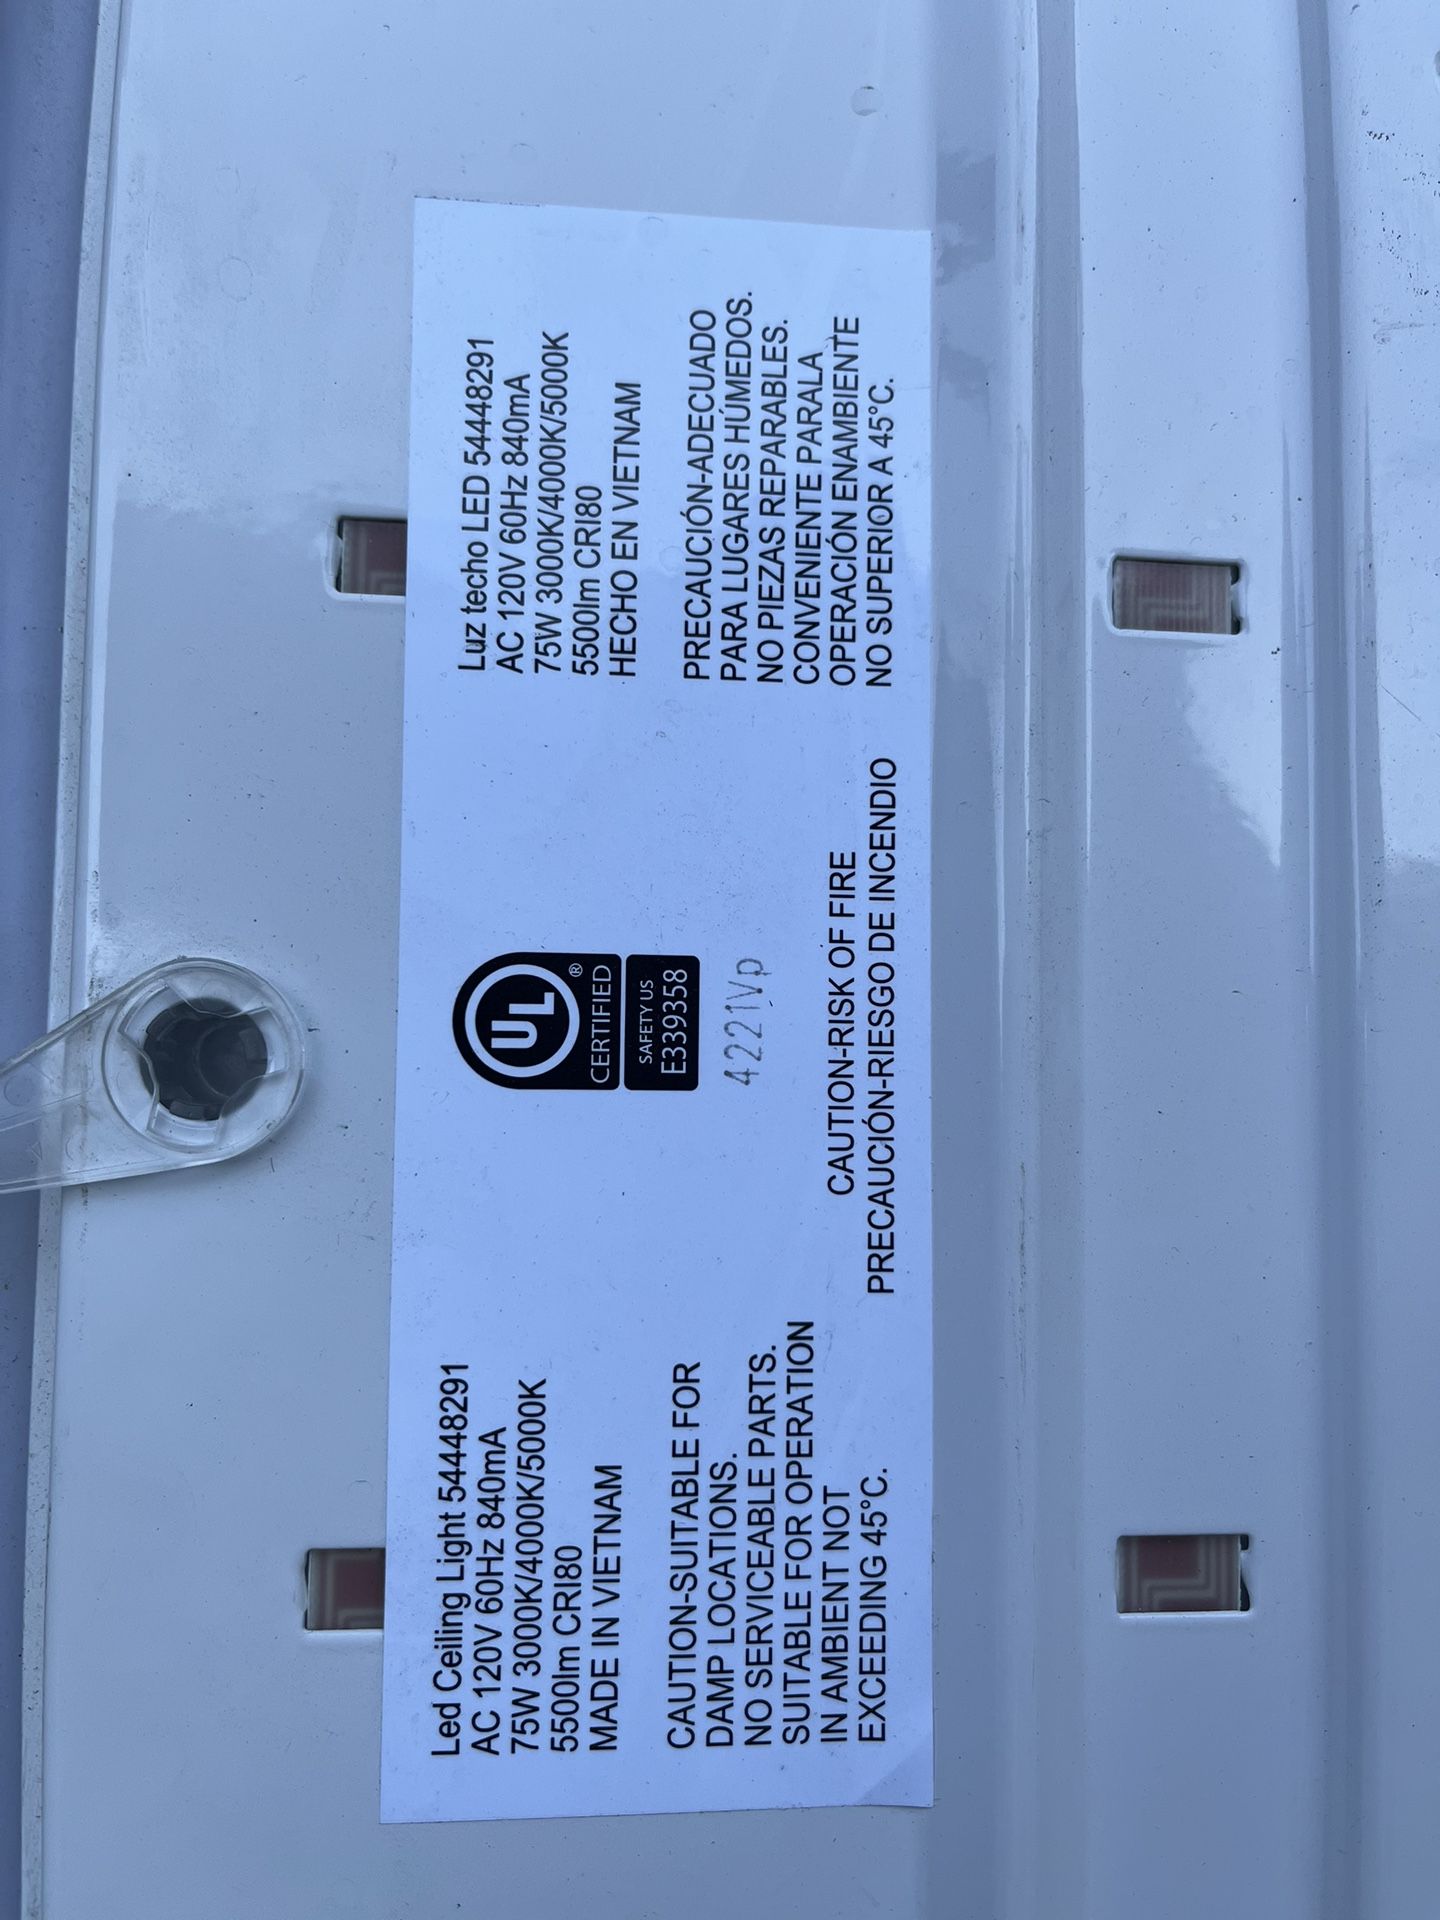 Led Ceiling Light 54448291
AC 120V 60Hz 840mA
75W 3000K/4000K/5000K
5500lm CRI80
MADE IN VIETNAM
CAUTION-SUITABLE FOR
DAMP LOCATIONS.
NO SERVICEABLE PARTS.
SUITABLE FOR OPERATION
IN AMBIENT NOT
EXCEEDING 45°C.
UL
®
CERTIFIED
SAFETY US
E339358
4221Vp
CAUTION-RISK OF FIRE
PRECAUCIÓN-RIESGO DE INCENDIO
Luz techo LED 54448291
AC 120V 60Hz 840mA
75W 3000K/4000K/5000K
5500lm CRI80
HECHO EN VIETNAM
PRECAUCIÓN-ADECUADO
PARA LUGARES HÚMEDOS.
NO PIEZAS REPARABLES.
CONVENIENTE PARALA
OPERACIÓN ENAMBIENTE
NO SUPERIOR A 45°C.